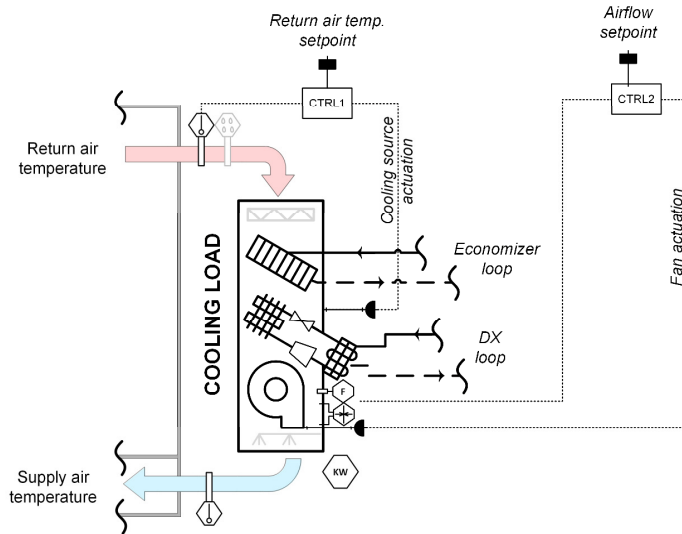 Return air temp.
setpoint
Airflow
setpoint
CTRL1
CTRL2
Return air
temperature
Cooling source
actuation
Fan actuation
COOLING LOAD
Economizer
loop
DX
loop
F
Supply air
temperature
KW